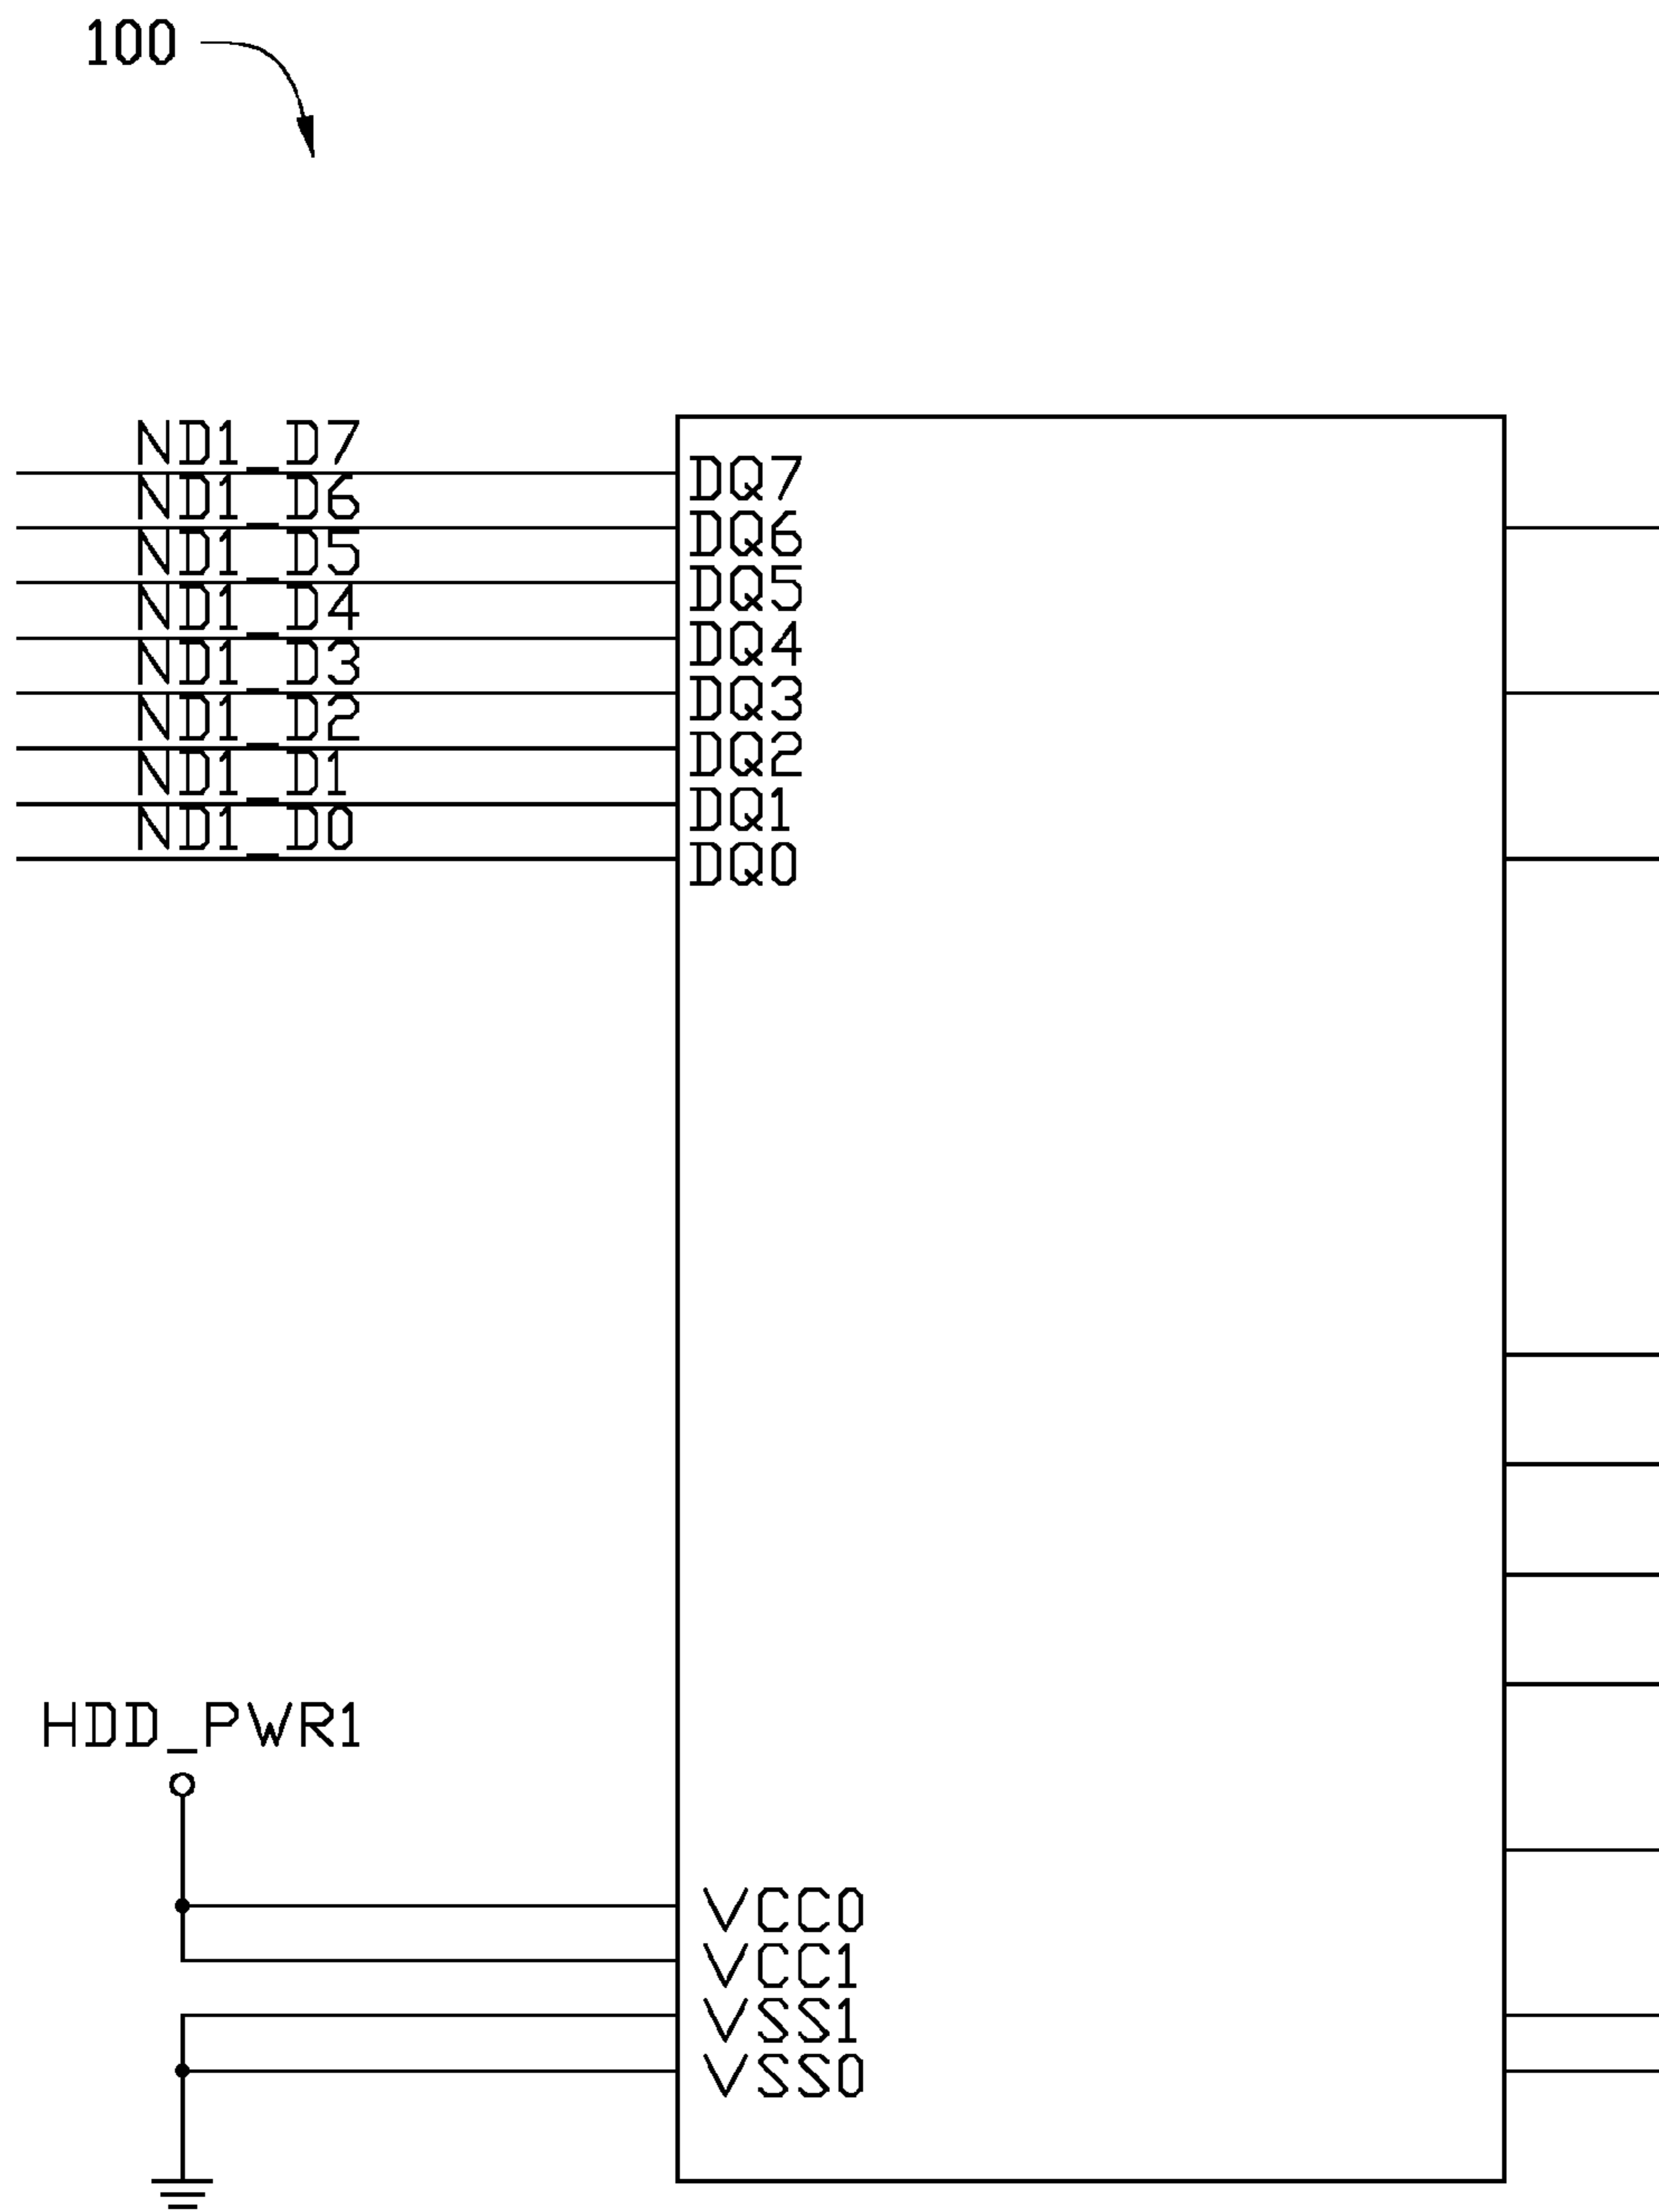 100
ND1_D7
DQ7
ND1_D6
DQ6
ND1_D5
DQ5
ND1_D4
DQ4
ND1_D3
DQ3
ND1_D2
DQ2
ND1_D1
DQ1
ND1_D0
DQ0
HDD_PWR1
VCC0
VCC1
VSS1
VSS0